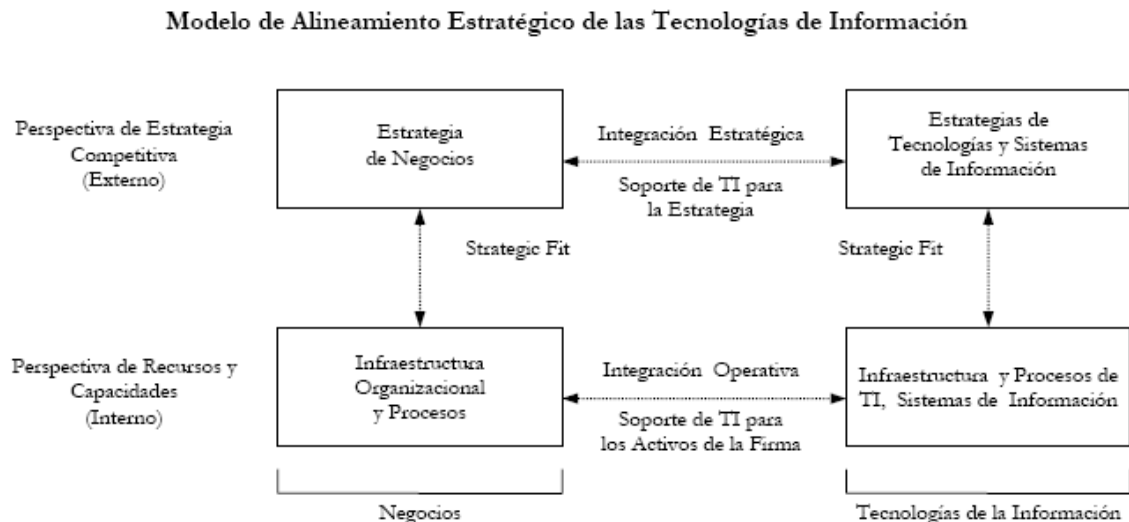 Modelo de Alineamiento Estratégico de las Tecnologías de Información
Perspectiva de Estrategia
Competitiva
(Externo)
Estrategia
de Negocios
Integración Estratégica
Soporte de TI para
la Estrategia
Estrategias de
Tecnologías y Sistemas
de Información
Strategic Fit
Strategic Fit
Perspectiva de Recursos y
Capacidades
(Interno)
Infraestructura
Organizacional
y Procesos
Integración Operativa
Soporte de TI para
los Activos de la Firma
Infraestructura y Procesos de
TI, Sistemas de Información
Negocios
Tecnologías de la Información